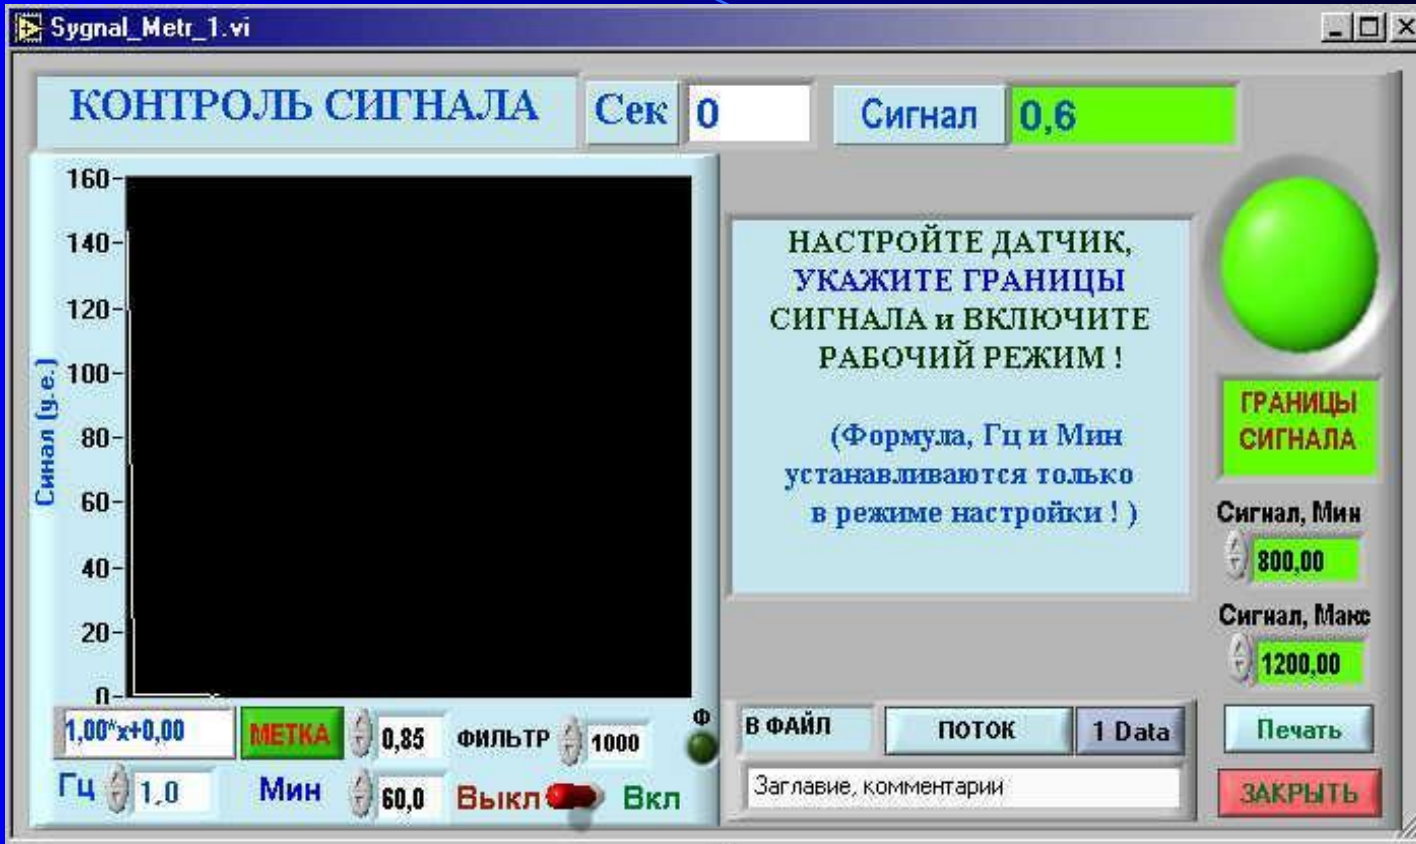 Sygnal_Metr_1.vi
КОНТРОЛЬ СИГНАЛА
Сек 0
Сигнал 0,6
160
140
120
100
80
60
40
20
0
Синал (у.е.)
НАСТРОЙТЕ ДАТЧИК,
УКАЖИТЕ ГРАНИЦЫ
СИГНАЛА и ВКЛЮЧИТЕ
РАБОЧИЙ РЕЖИМ !
(Формула, Гц и Мин
устанавливаются только
в режиме настройки ! )
ГРАНИЦЫ
СИГНАЛА
Сигнал, Мин
800,00
Сигнал, Макс
1200,00
1,00*x+0,00 МЕТКА 0,85 ФИЛЬТР 1000 Ф
Гц 1,0 Мин 60,0 Выкл Вкл
В ФАЙЛ ПОТОК 1 Data
Заглавие, комментарии
Печать
ЗАКРЫТЬ